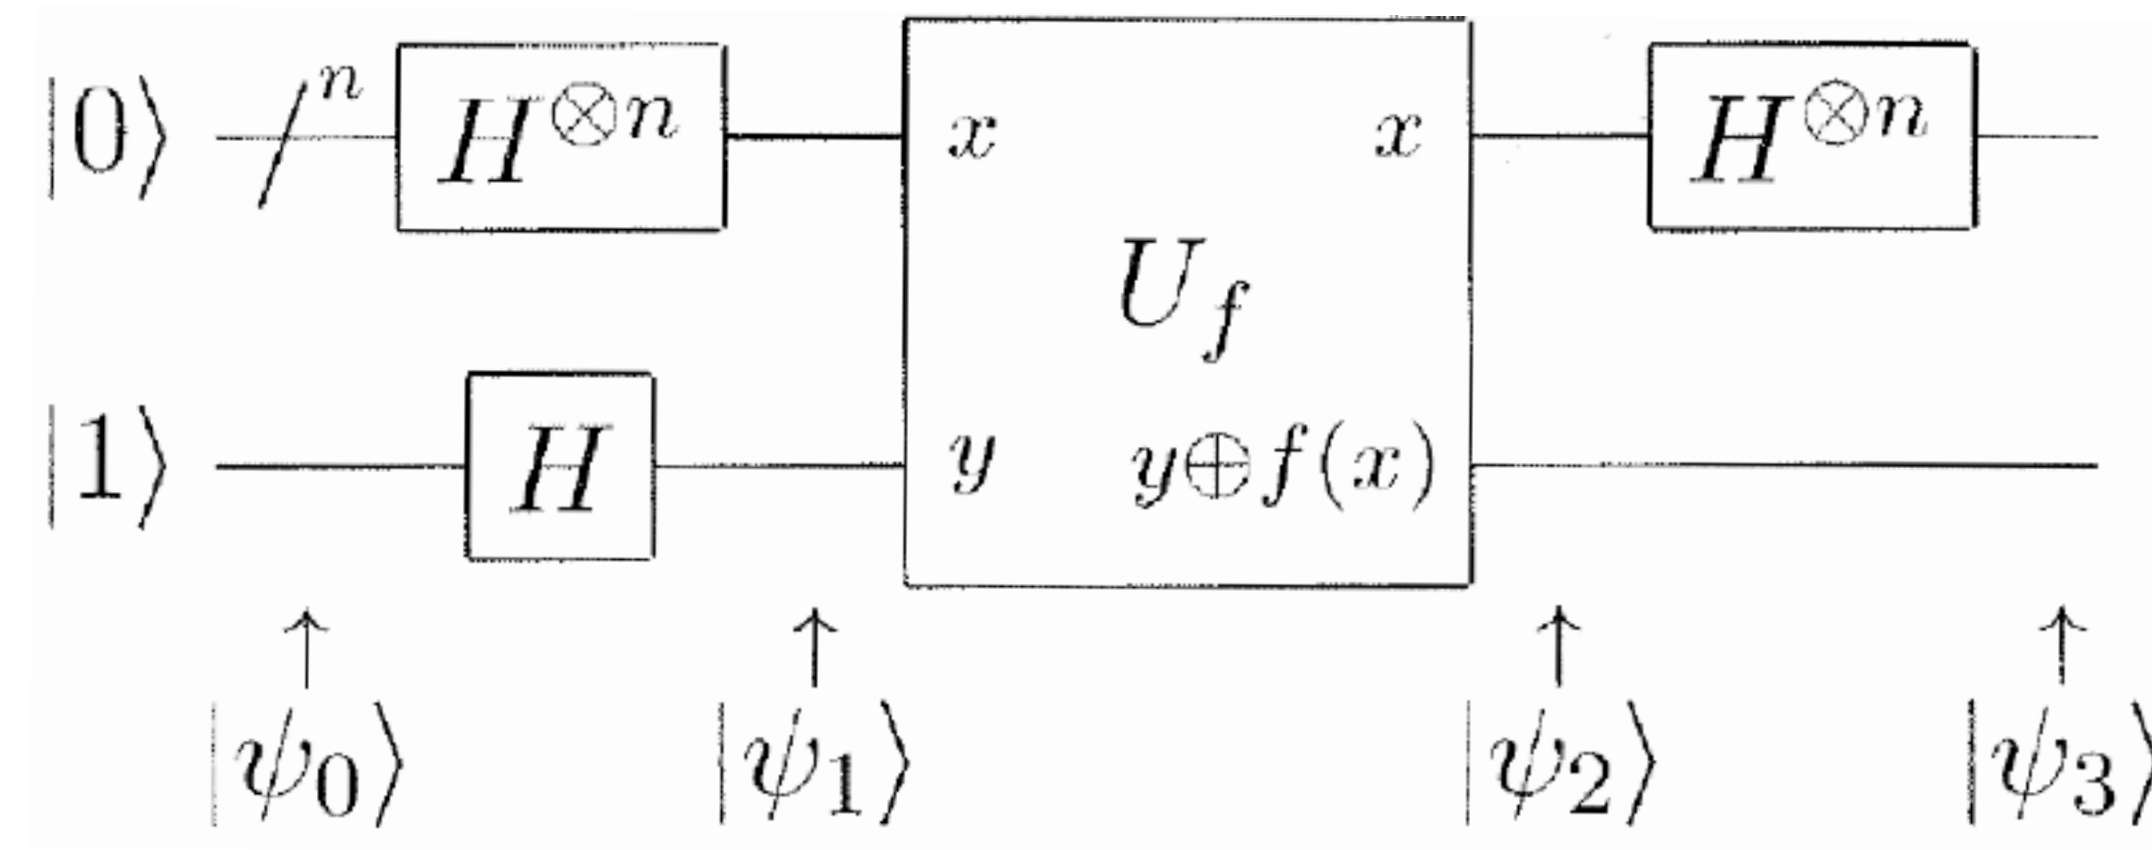 |0⟩ n H⊗n x x H⊗n
U_f
|1⟩ H y y⊕f(x)
↑ ↑ ↑ ↑
|ψ₀⟩ |ψ₁⟩ |ψ₂⟩ |ψ₃⟩